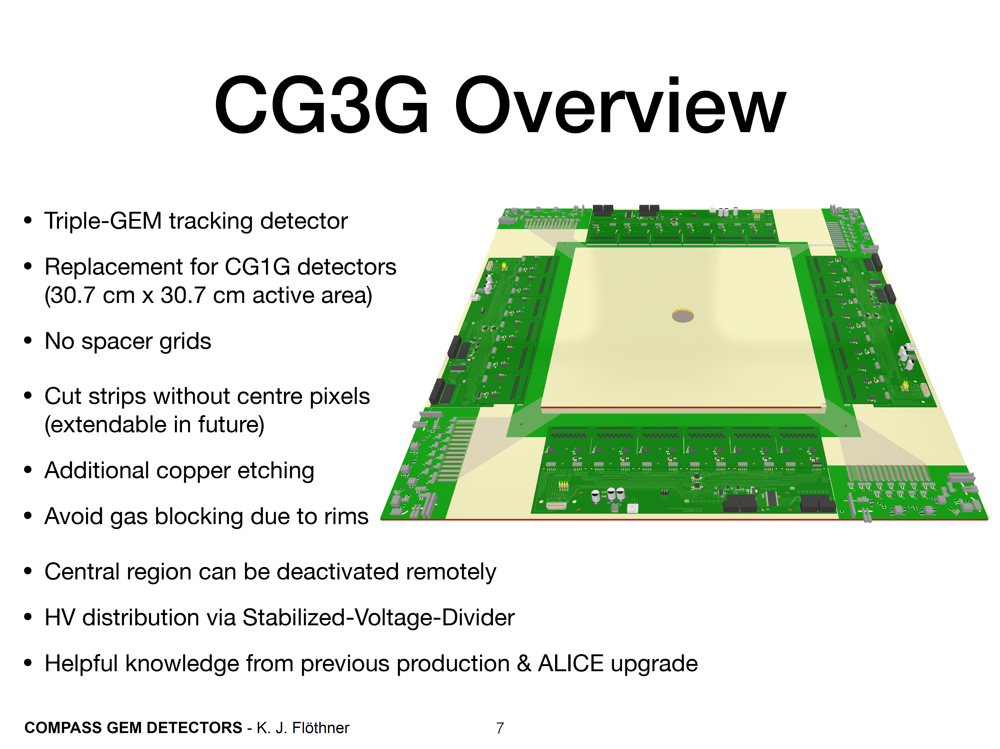 CG3G Overview
• Triple-GEM tracking detector
• Replacement for CG1G detectors
(30.7 cm x 30.7 cm active area)
• No spacer grids
• Cut strips without centre pixels
(extendable in future)
• Additional copper etching
• Avoid gas blocking due to rims
• Central region can be deactivated remotely
• HV distribution via Stabilized-Voltage-Divider
• Helpful knowledge from previous production & ALICE upgrade
COMPASS GEM DETECTORS - K. J. Flöthner
7